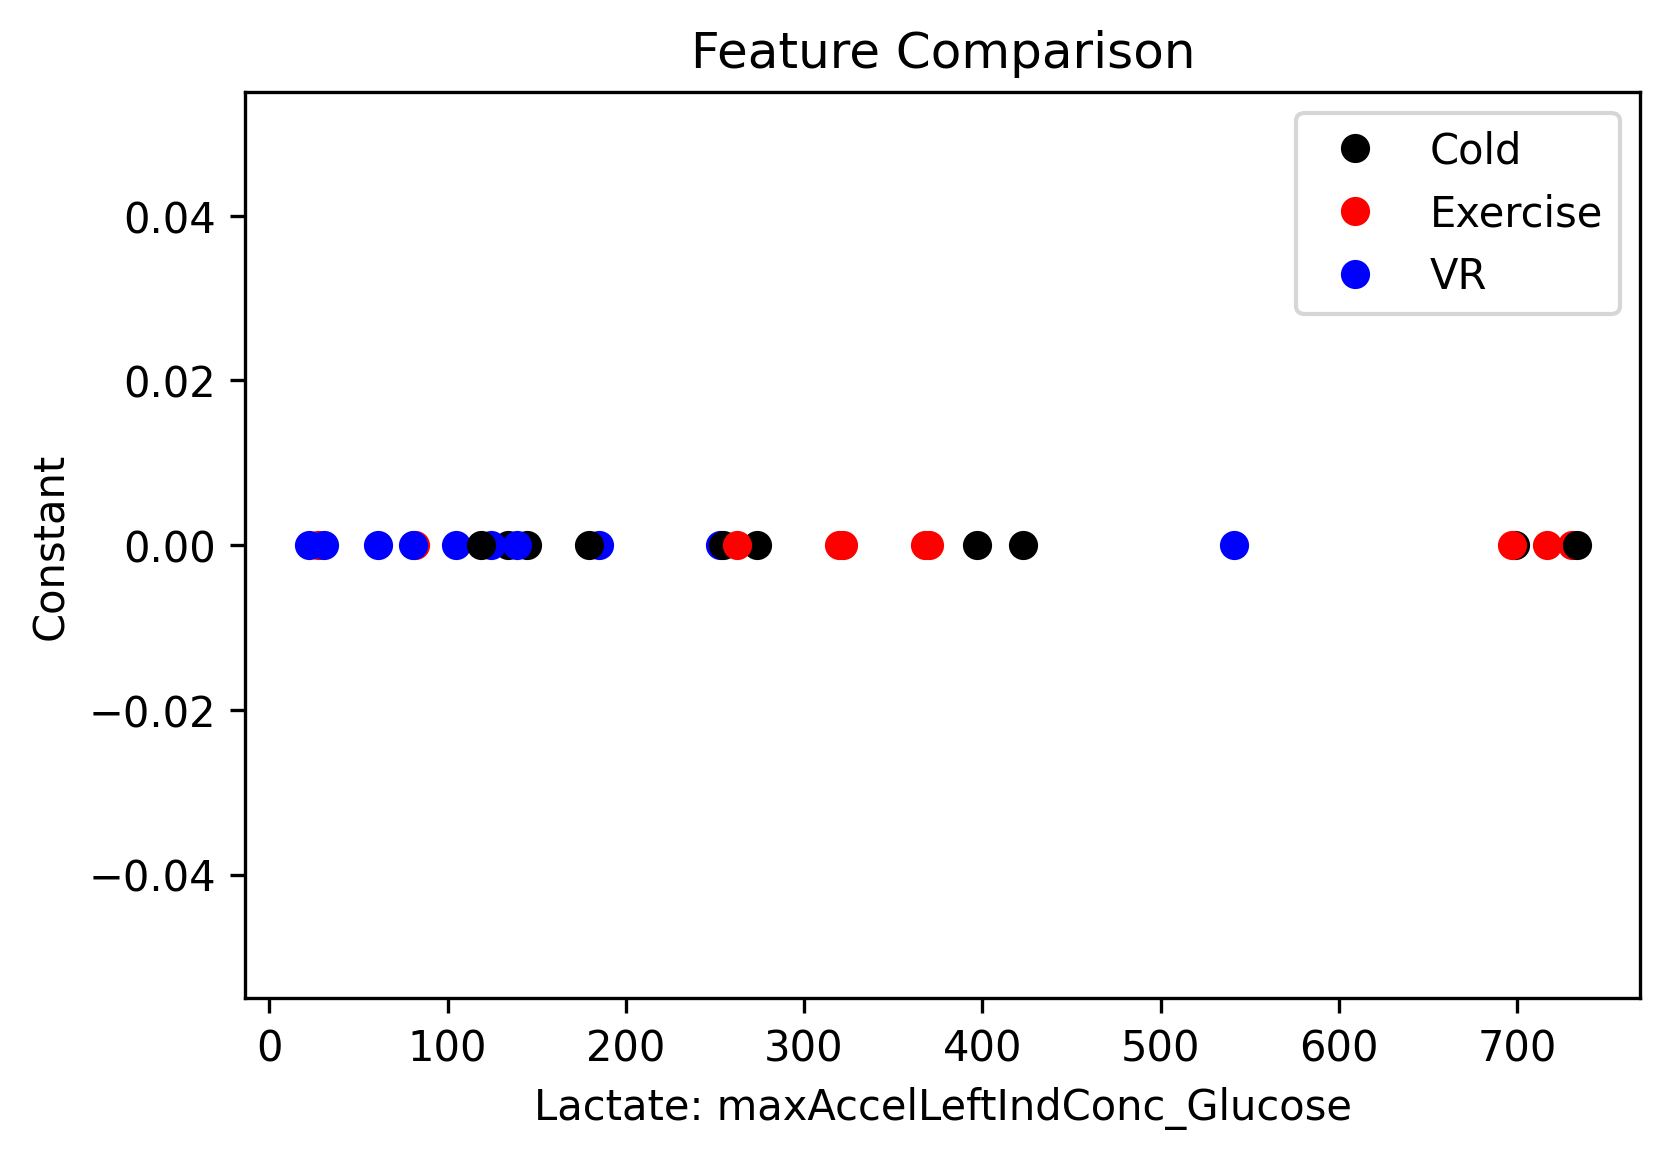 Feature Comparison
Cold
Exercise
VR
0.04
0.02
0.00
−0.02
−0.04
Constant
0 100 200 300 400 500 600 700
Lactate: maxAccelLeftIndConc_Glucose